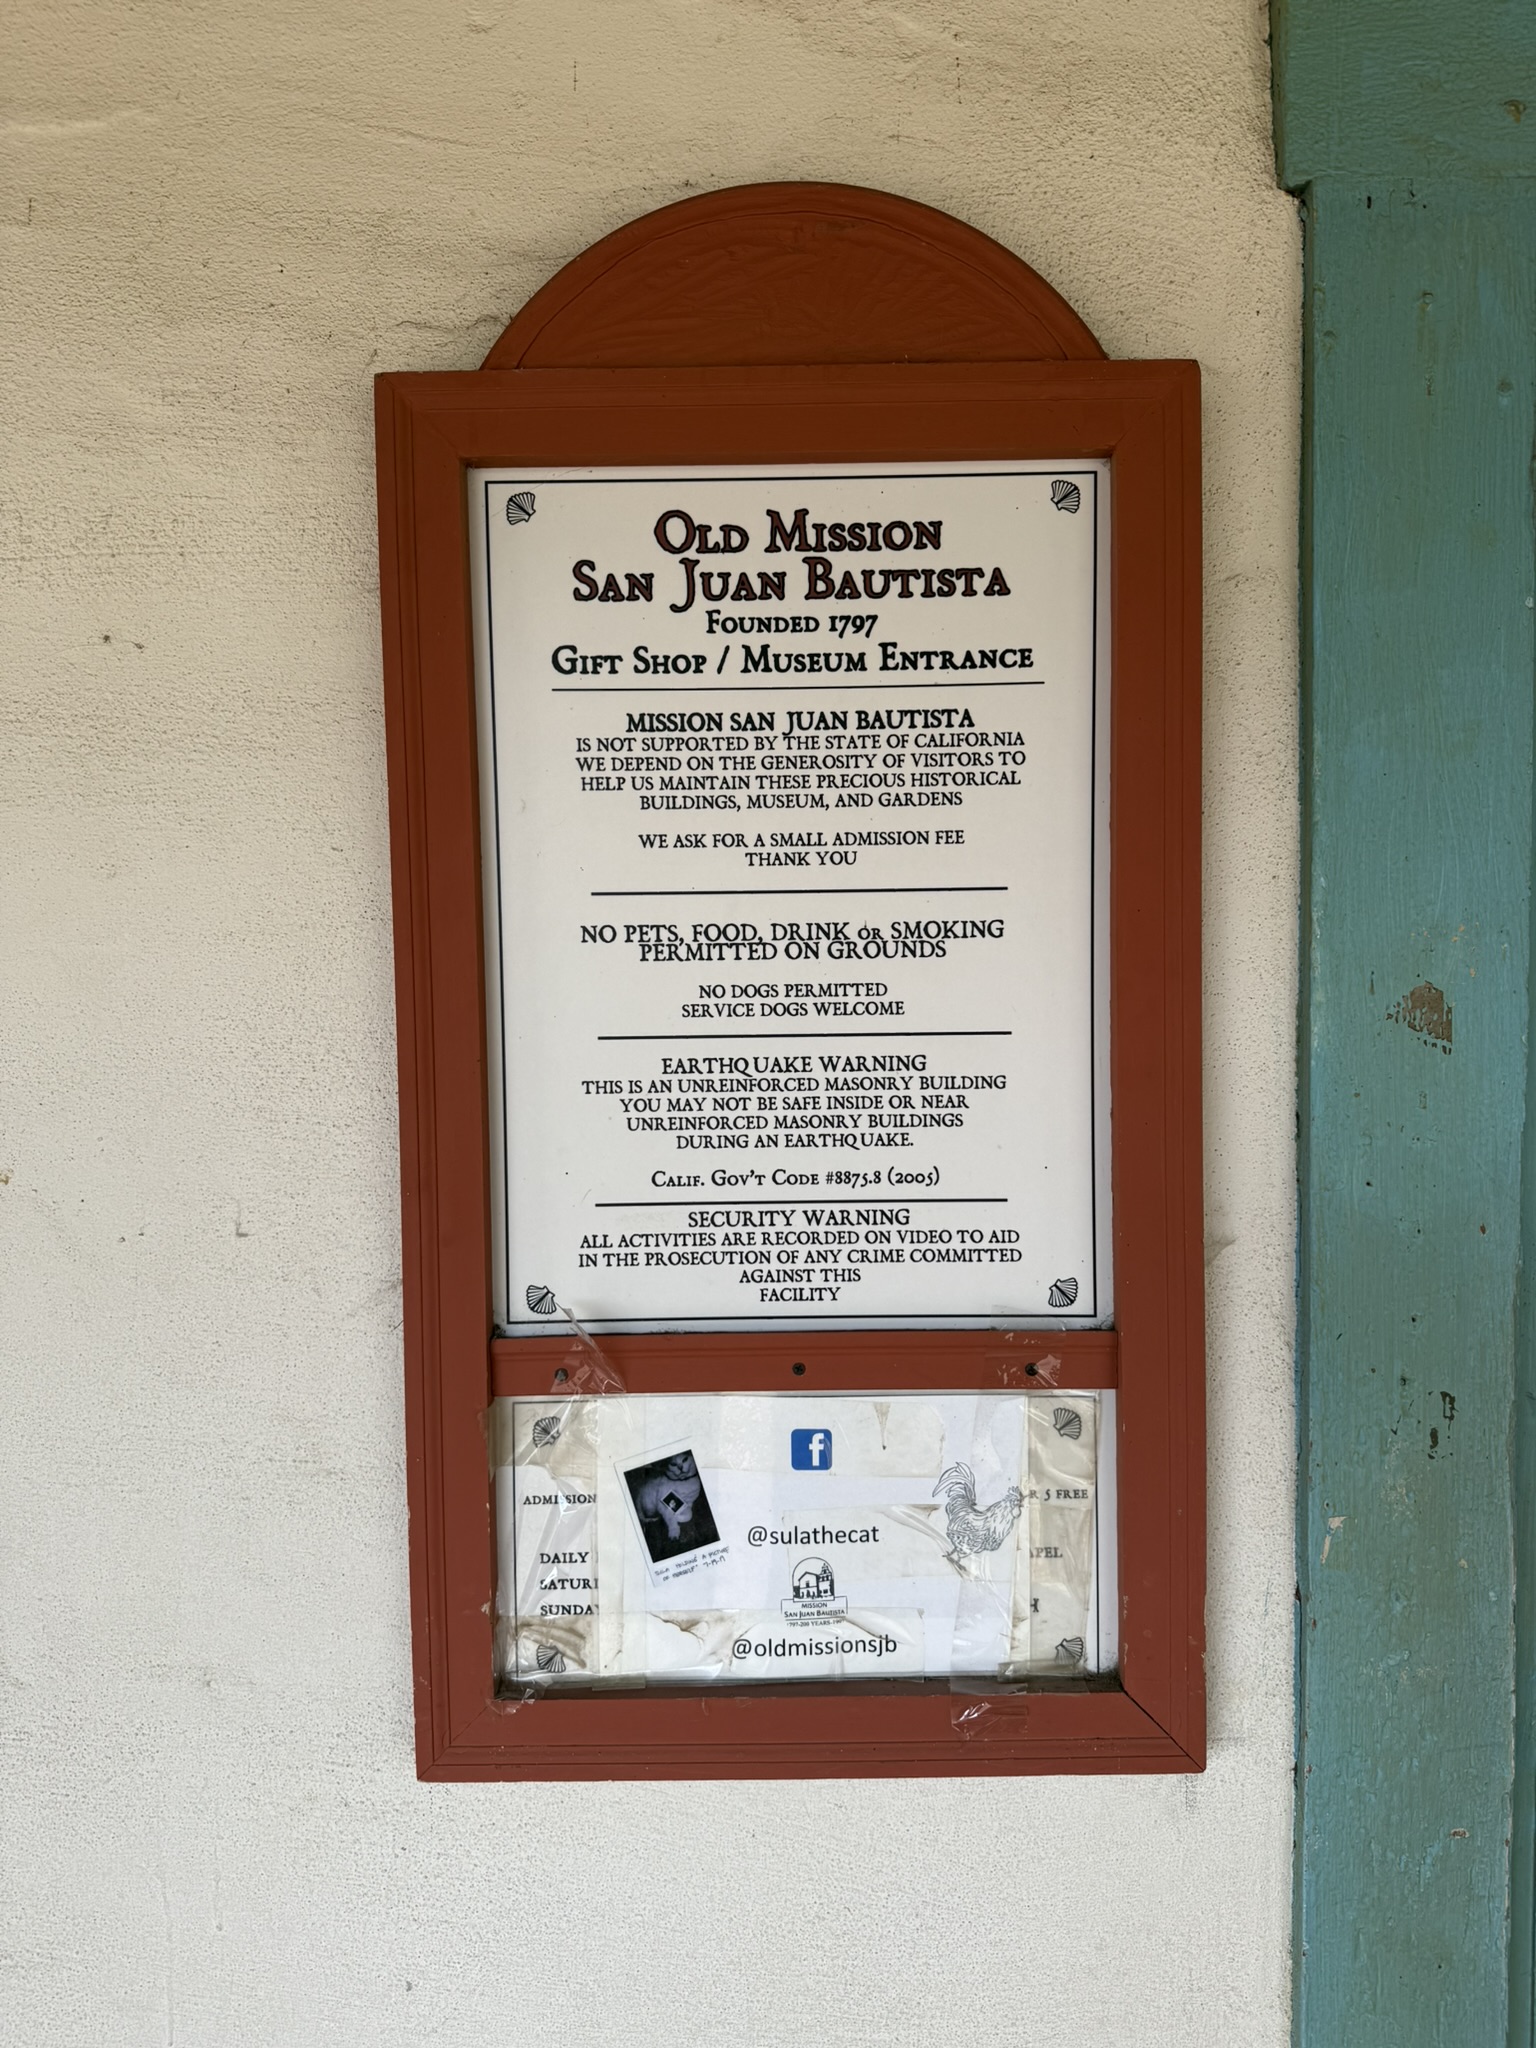 Old Mission
San Juan Bautista
Founded 1797
Gift Shop / Museum Entrance
MISSION SAN JUAN BAUTISTA
IS NOT SUPPORTED BY THE STATE OF CALIFORNIA
WE DEPEND ON THE GENEROSITY OF VISITORS TO
HELP US MAINTAIN THESE PRECIOUS HISTORICAL
BUILDINGS, MUSEUM, AND GARDENS
WE ASK FOR A SMALL ADMISSION FEE
THANK YOU
NO PETS, FOOD, DRINK or SMOKING
PERMITTED ON GROUNDS
NO DOGS PERMITTED
SERVICE DOGS WELCOME
EARTHQUAKE WARNING
THIS IS AN UNREINFORCED MASONRY BUILDING
YOU MAY NOT BE SAFE INSIDE OR NEAR
UNREINFORCED MASONRY BUILDINGS
DURING AN EARTHQUAKE.
Calif. Gov't Code #8875.8 (2005)
SECURITY WARNING
ALL ACTIVITIES ARE RECORDED ON VIDEO TO AID
IN THE PROSECUTION OF ANY CRIME COMMITTED
AGAINST THIS
FACILITY
f
ADMISSION 5 FREE
@sulathecat
DAILY
SUNDAY
MISSION
SAN JUAN BAUTISTA
@oldmissionsjb